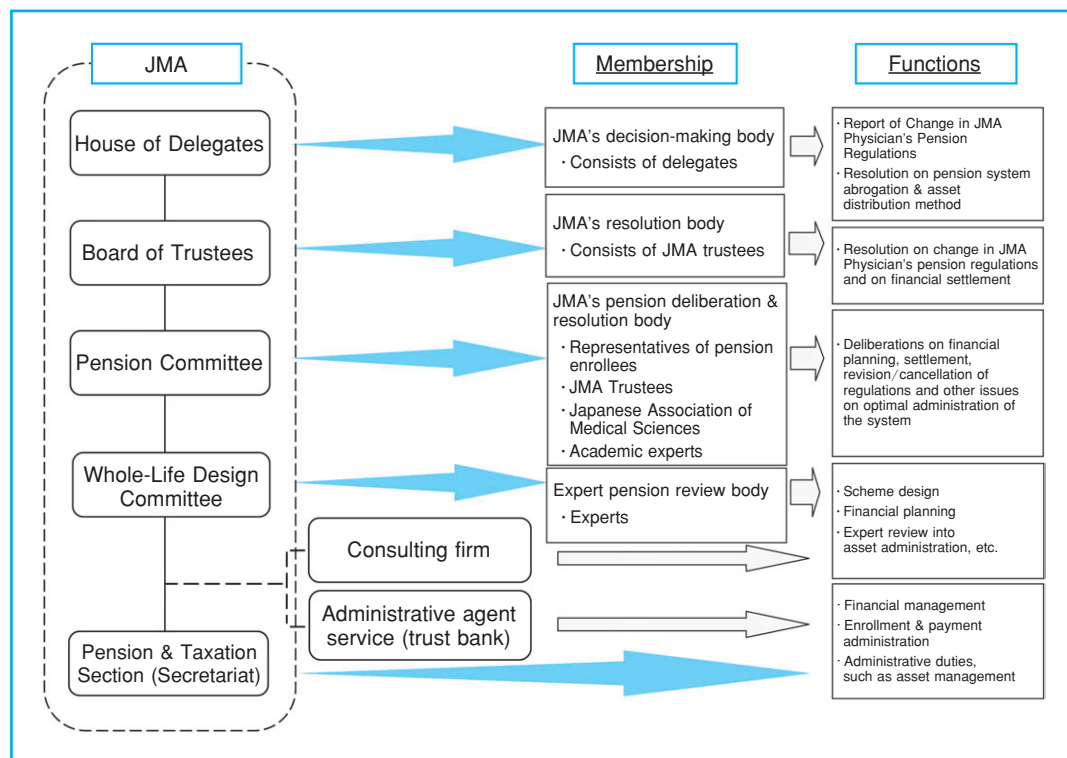 JMA
Membership
Functions
House of Delegates
JMA's decision-making body
· Consists of delegates
· Report of Change in JMA
Physician's Pension
Regulations
· Resolution on pension system
abrogation & asset
distribution method
Board of Trustees
JMA's resolution body
· Consists of JMA trustees
· Resolution on change in JMA
Physician's pension regulations
and on financial settlement
Pension Committee
JMA's pension deliberation &
resolution body
· Representatives of pension
enrollees
· JMA Trustees
· Japanese Association of
Medical Sciences
· Academic experts
· Deliberations on financial
planning, settlement,
revision/cancellation of
regulations and other issues
on optimal administration of
the system
Whole-Life Design
Committee
Expert pension review body
· Experts
· Scheme design
· Financial planning
· Expert review into
asset administration, etc.
Consulting firm
Administrative agent
service (trust bank)
· Financial management
· Enrollment & payment
administration
· Administrative duties,
such as asset management
Pension & Taxation
Section (Secretariat)